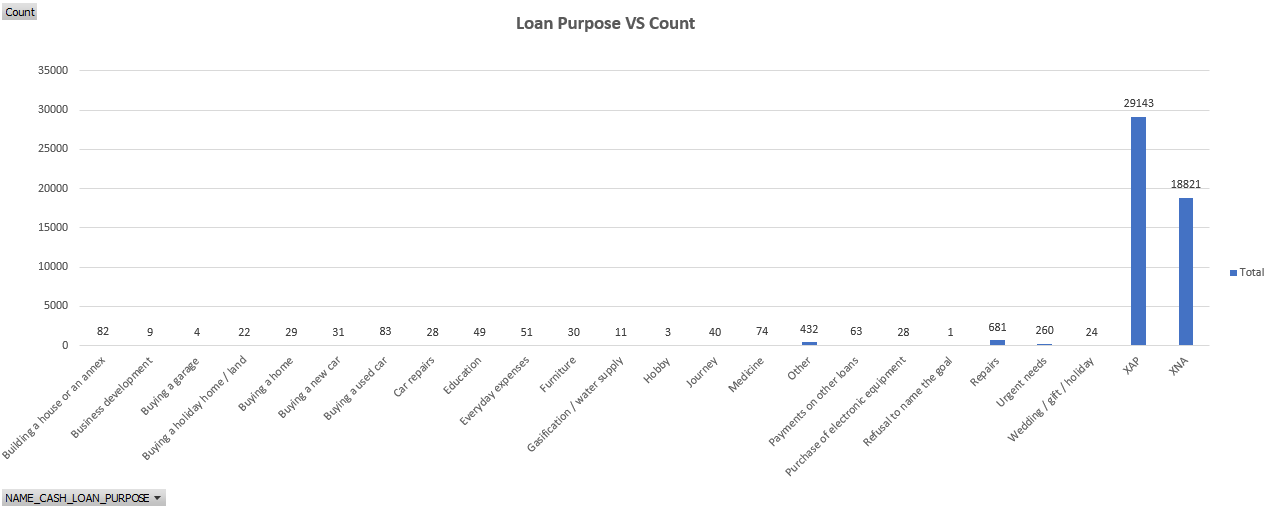 Count
Loan Purpose VS Count
35000
30000
25000
20000
15000
10000
5000
0
82
9
4
22
29
31
83
28
49
51
30
11
3
40
74
432
63
28
1
681
260
24
29143
18821
Building a house or an annex
Business development
Buying a garage
Buying a holiday home / land
Buying a home
Buying a new car
Buying a used car
Car repairs
Education
Everyday expenses
Furniture
Gasification / water supply
Hobby
Journey
Medicine
Other
Payments on other loans
Purchase of electronic equipment
Refusal to name the goal
Repairs
Urgent needs
Wedding / gift / holiday
XAP
XNA
Total
NAME_CASH_LOAN_PURPOSE